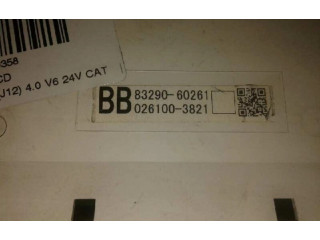 358
CD
J12) 4.0 V6 24V CAT
BB 83290-60261
026100-3821